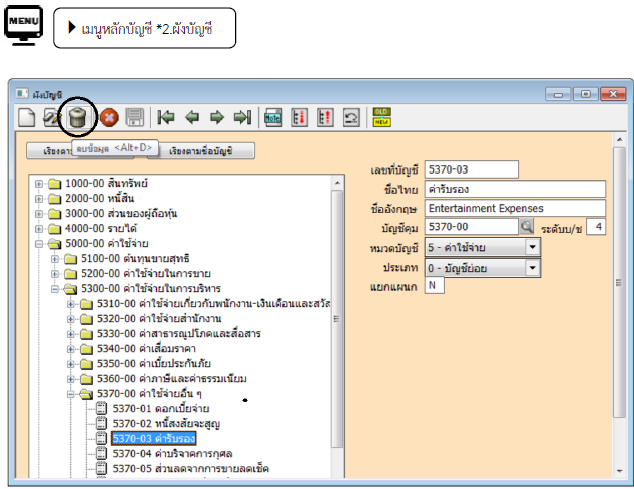 MENU
เมนูหลักบัญชี *2.ผังบัญชี
ผังบัญชี
OLD
NEW
Note
ลบข้อมูล <Alt+D>
เรียงตามชื่อบัญชี
เลขที่บัญชี 5370-03
ชื่อไทย ค่ารับรอง
ชื่ออังกฤษ Entertainment Expenses
บัญชีคุม 5370-00 ระดับบ/ช 4
หมวดบัญชี 5 - ค่าใช้จ่าย
ประเภท 0 - บัญชีย่อย
แยกแผนก N
1000-00 สินทรัพย์
2000-00 หนี้สิน
3000-00 ส่วนของผู้ถือหุ้น
4000-00 รายได้
5000-00 ค่าใช้จ่าย
5100-00 ต้นทุนขายสุทธิ
5200-00 ค่าใช้จ่ายในการขาย
5300-00 ค่าใช้จ่ายในการบริหาร
5310-00 ค่าใช้จ่ายเกี่ยวกับพนักงาน-เงินเดือนและสวัส
5320-00 ค่าใช้จ่ายสำนักงาน
5330-00 ค่าสาธารณูปโภคและสื่อสาร
5340-00 ค่าเสื่อมราคา
5350-00 ค่าเบี้ยประกันภัย
5360-00 ค่าภาษีและค่าธรรมเนียม
5370-00 ค่าใช้จ่ายอื่น ๆ
5370-01 ดอกเบี้ยจ่าย
5370-02 หนี้สงสัยจะสูญ
5370-03 ค่ารับรอง
5370-04 ค่าบริจาคการกุศล
5370-05 ส่วนลดจากการขายลดเช็ค